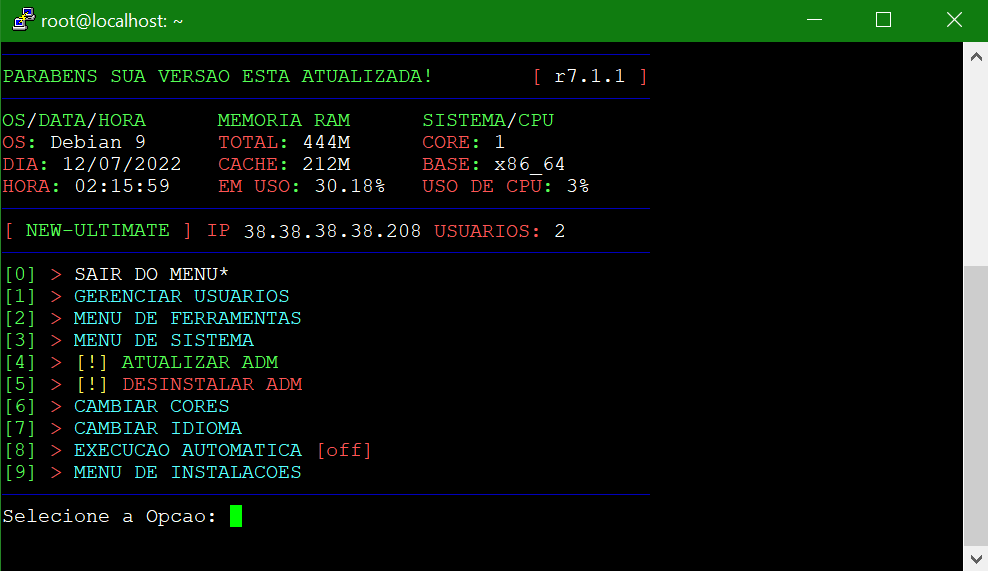 root@localhost: ~
PARABENS SUA VERSAO ESTA ATUALIZADA! [ r7.1.1 ]
OS/DATA/HORA MEMORIA RAM SISTEMA/CPU
OS: Debian 9 TOTAL: 444M CORE: 1
DIA: 12/07/2022 CACHE: 212M BASE: x86_64
HORA: 02:15:59 EM USO: 30.18% USO DE CPU: 3%
[ NEW-ULTIMATE ] IP 38.38.38.38.208 USUARIOS: 2
[0] > SAIR DO MENU*
[1] > GERENCIAR USUARIOS
[2] > MENU DE FERRAMENTAS
[3] > MENU DE SISTEMA
[4] > [!] ATUALIZAR ADM
[5] > [!] DESINSTALAR ADM
[6] > CAMBIAR CORES
[7] > CAMBIAR IDIOMA
[8] > EXECUCAO AUTOMATICA [off]
[9] > MENU DE INSTALACOES
Selecione a Opcao: